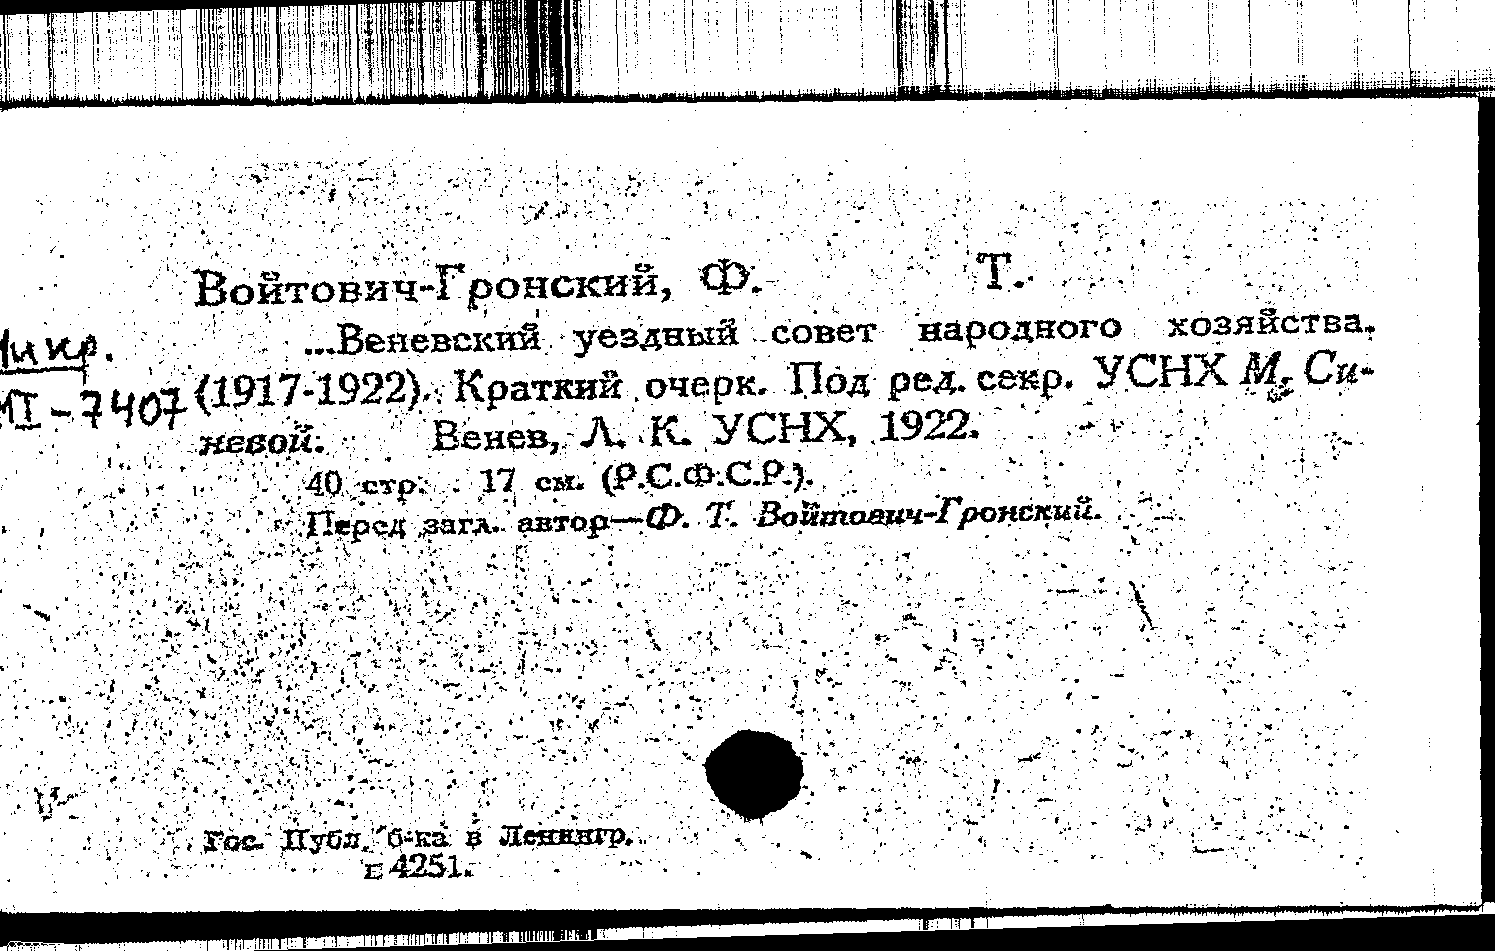 Войтович-Гронский, Ф. Т.
...Веневский уездный совет народного хозяйства.
(1917-1922). Краткий очерк. Под ред. секр. УСНХ М. Си-
невой. Венев, Л. К. УСНХ, 1922.
40 стр. 17 см. (Р.С.Ф.С.Р.).
Перед загл. автор—Ф. Т. Войтович-Гронский.
Микр.
МI-7407
Гос. Публ. б-ка в Ленингр.
в 4251.